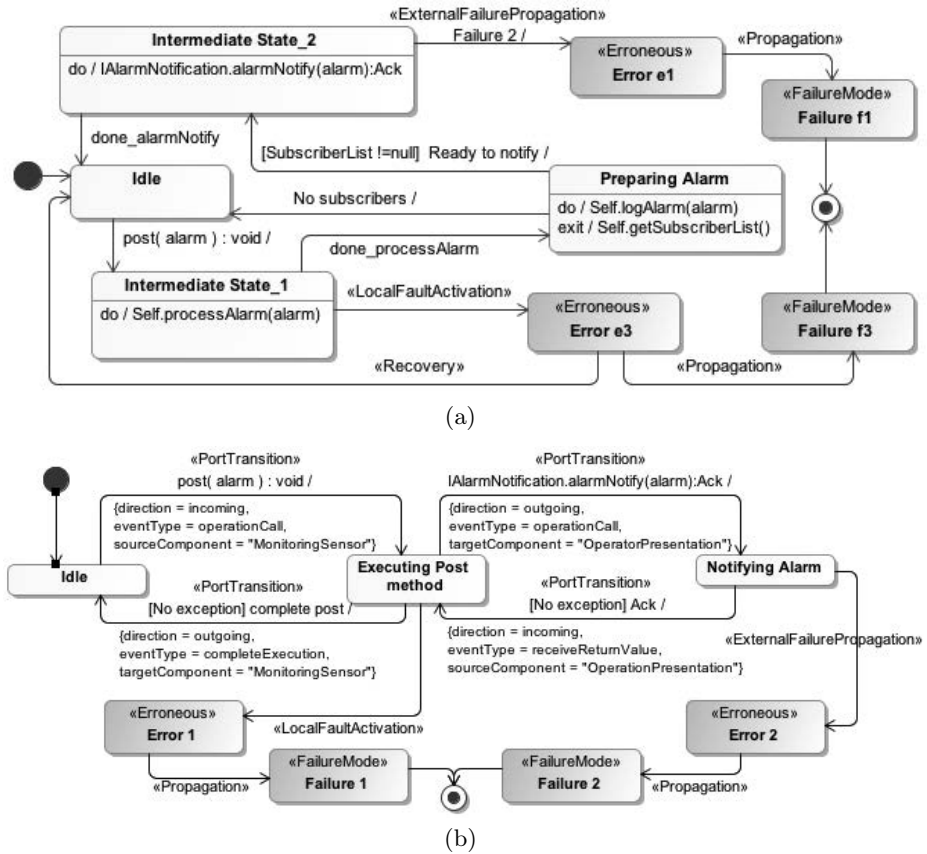 «ExternalFailurePropagation»
Failure 2 /
Intermediate State_2
do / IAlarmNotification.alarmNotify(alarm):Ack
«Erroneous»
Error e1
«Propagation»
«FailureMode»
Failure f1
done_alarmNotify
[SubscriberList !=null] Ready to notify /
Idle
No subscribers /
Preparing Alarm
do / Self.logAlarm(alarm)
exit / Self.getSubscriberList()
post( alarm ) : void /
done_processAlarm
Intermediate State_1
do / Self.processAlarm(alarm)
«LocalFaultActivation»
«Erroneous»
Error e3
«FailureMode»
Failure f3
«Recovery»
«Propagation»
(a)
«PortTransition»
post( alarm ) : void /
{direction = incoming,
eventType = operationCall,
sourceComponent = "MonitoringSensor"}
«PortTransition»
IAlarmNotification.alarmNotify(alarm):Ack /
{direction = outgoing,
eventType = operationCall,
targetComponent = "OperatorPresentation"}
Idle
Executing Post
method
Notifying Alarm
«PortTransition»
[No exception] complete post /
{direction = outgoing,
eventType = completeExecution,
targetComponent = "MonitoringSensor"}
«PortTransition»
[No exception] Ack /
{direction = incoming,
eventType = receiveReturnValue,
sourceComponent = "OperationPresentation"}
«ExternalFailurePropagation»
«Erroneous»
Error 1
«LocalFaultActivation»
«Erroneous»
Error 2
«Propagation»
«FailureMode»
Failure 1
«FailureMode»
Failure 2
«Propagation»
(b)